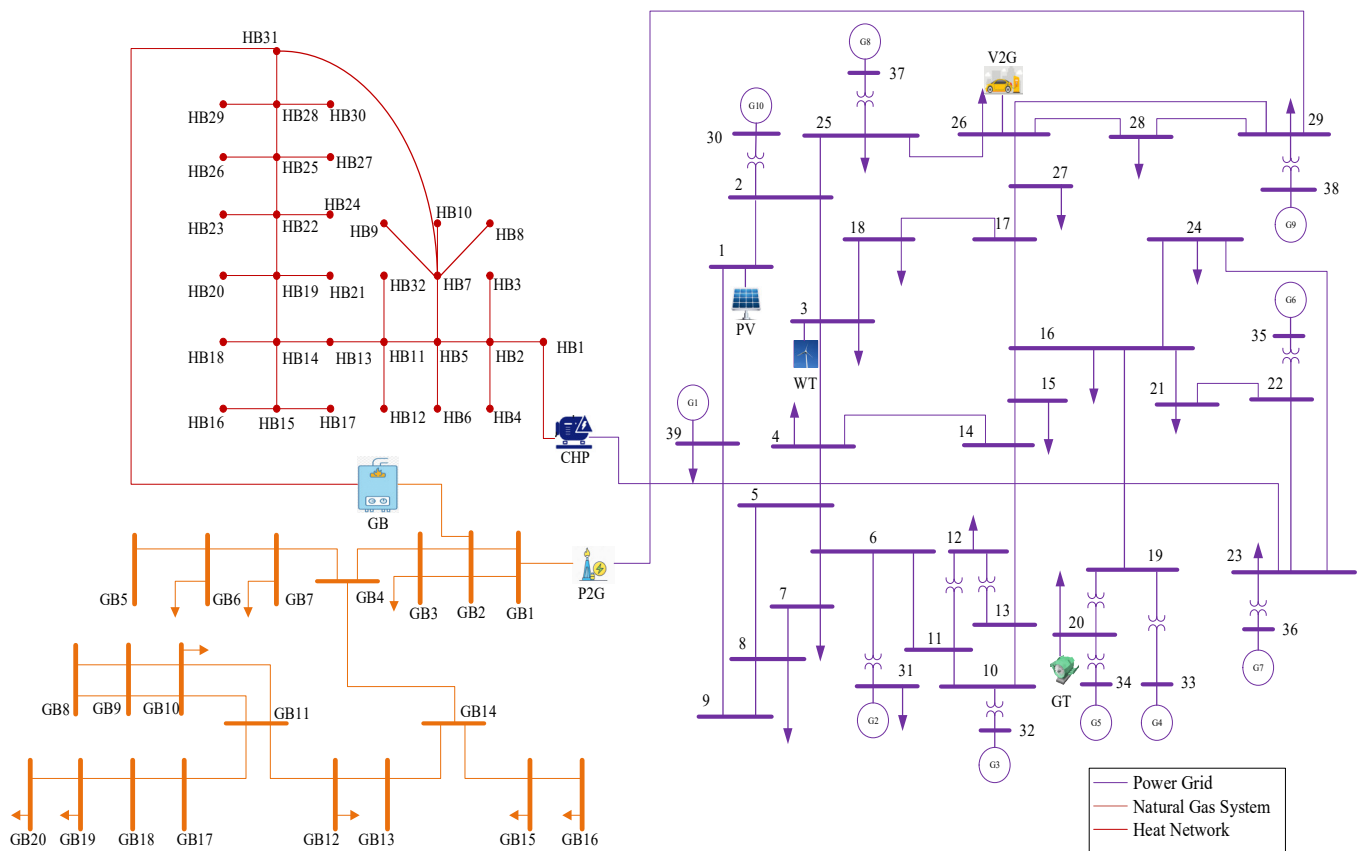 HB31
HB29
HB28
HB30
HB26
HB25
HB27
HB24
HB23
HB22
HB10
HB9
HB8
HB20
HB19
HB21
HB32
HB7
HB3
HB18
HB14
HB13
HB11
HB5
HB2
HB1
HB16
HB15
HB17
HB12
HB6
HB4
CHP
GB
GB5
GB6
GB7
GB4
GB3
GB2
GB1
P2G
GB8
GB9
GB10
GB11
GB14
GB20
GB19
GB18
GB17
GB12
GB13
GB15
GB16
G8
37
V2G
G10
30
25
26
28
29
2
27
38
G9
18
17
24
1
PV
3
WT
G6
35
16
15
21
22
G1
39
4
14
5
6
12
19
23
7
13
20
36
8
11
G7
9
31
10
GT
34
33
G2
32
G5
G4
G3
Power Grid
Natural Gas System
Heat Network